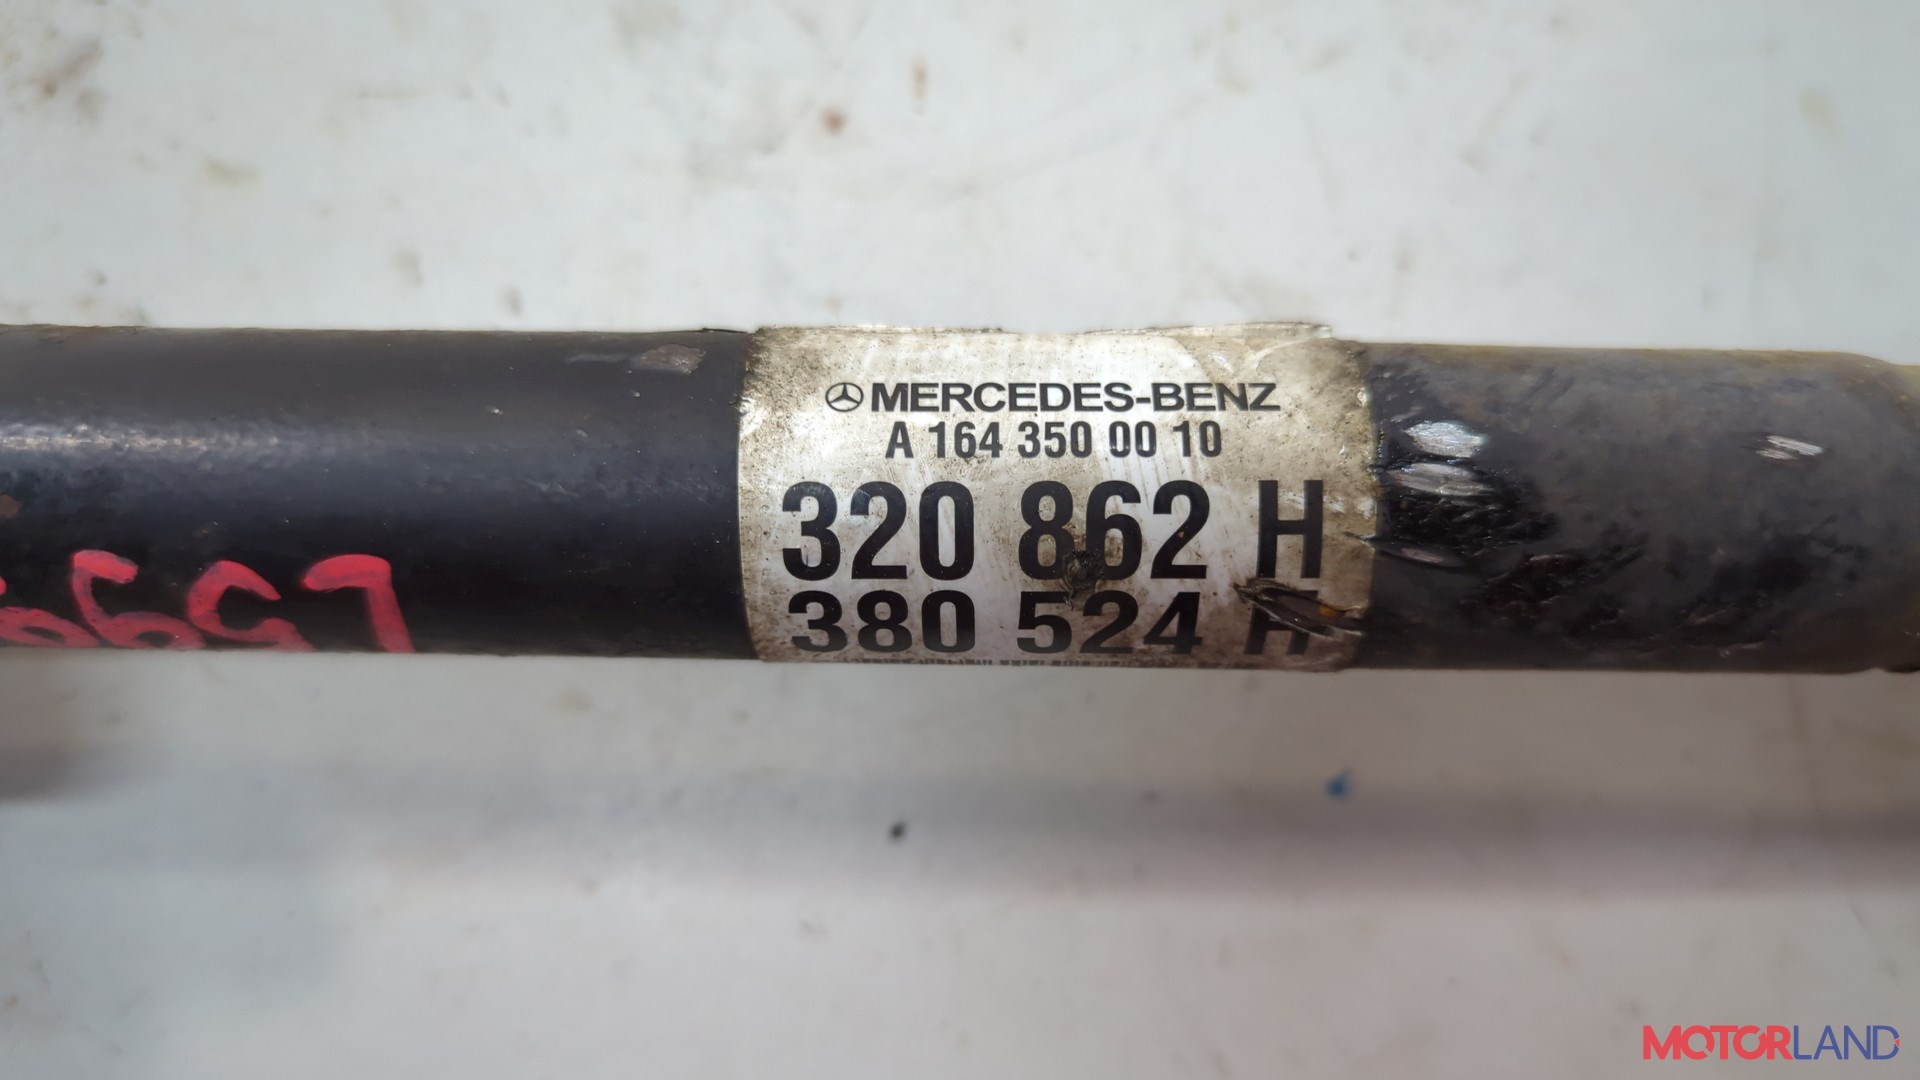 MERCEDES-BENZ
A 164 350 00 10
320 862 H
380 524 H
MOTORLAND